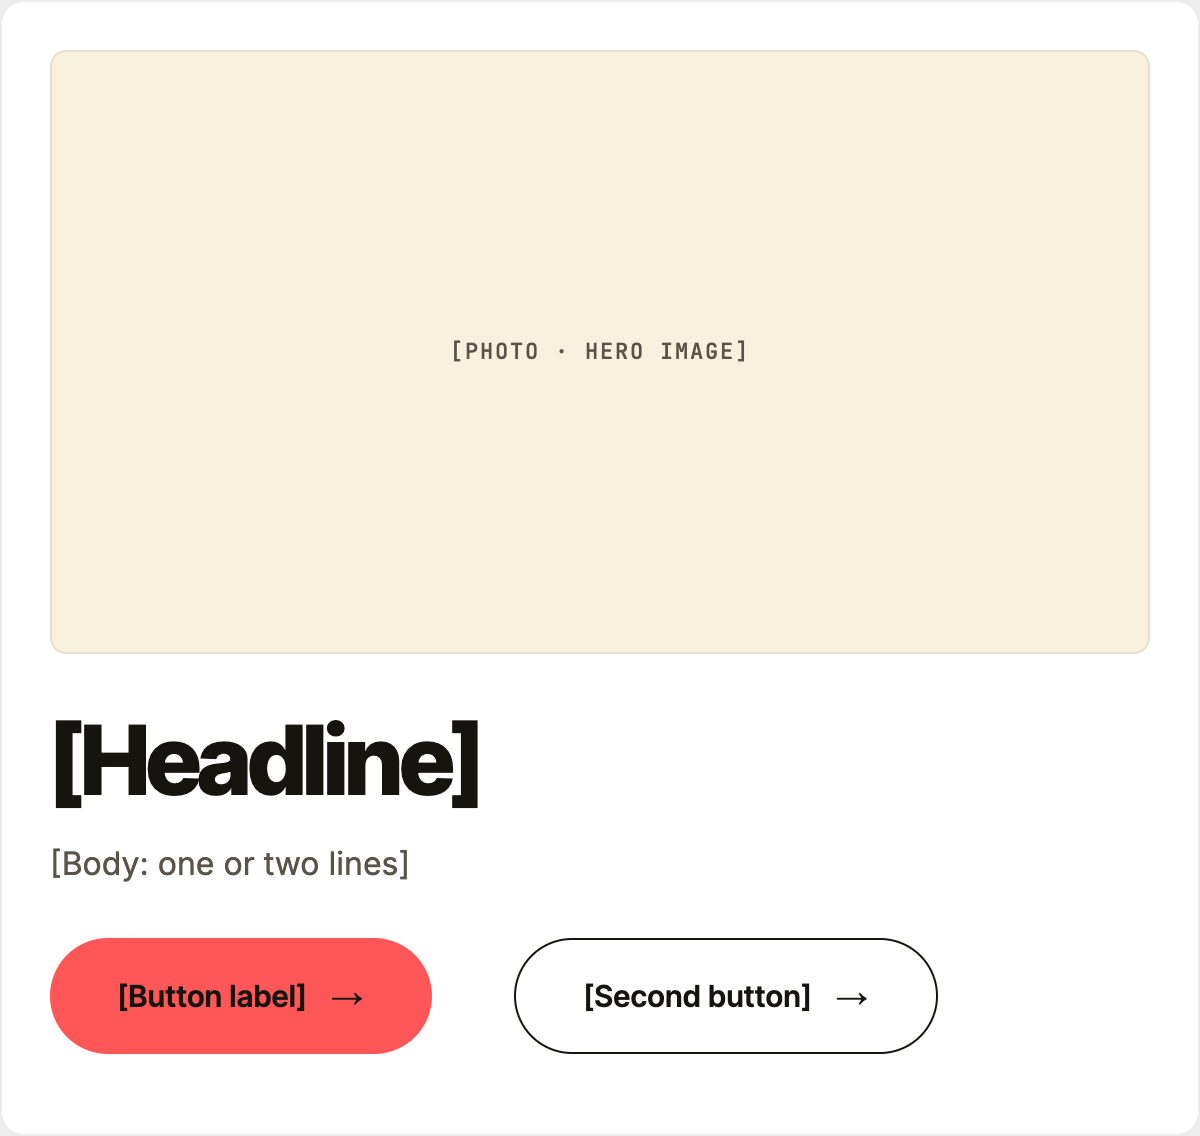 [PHOTO · HERO IMAGE]
[Headline]
[Body: one or two lines]
[Button label] →
[Second button] →